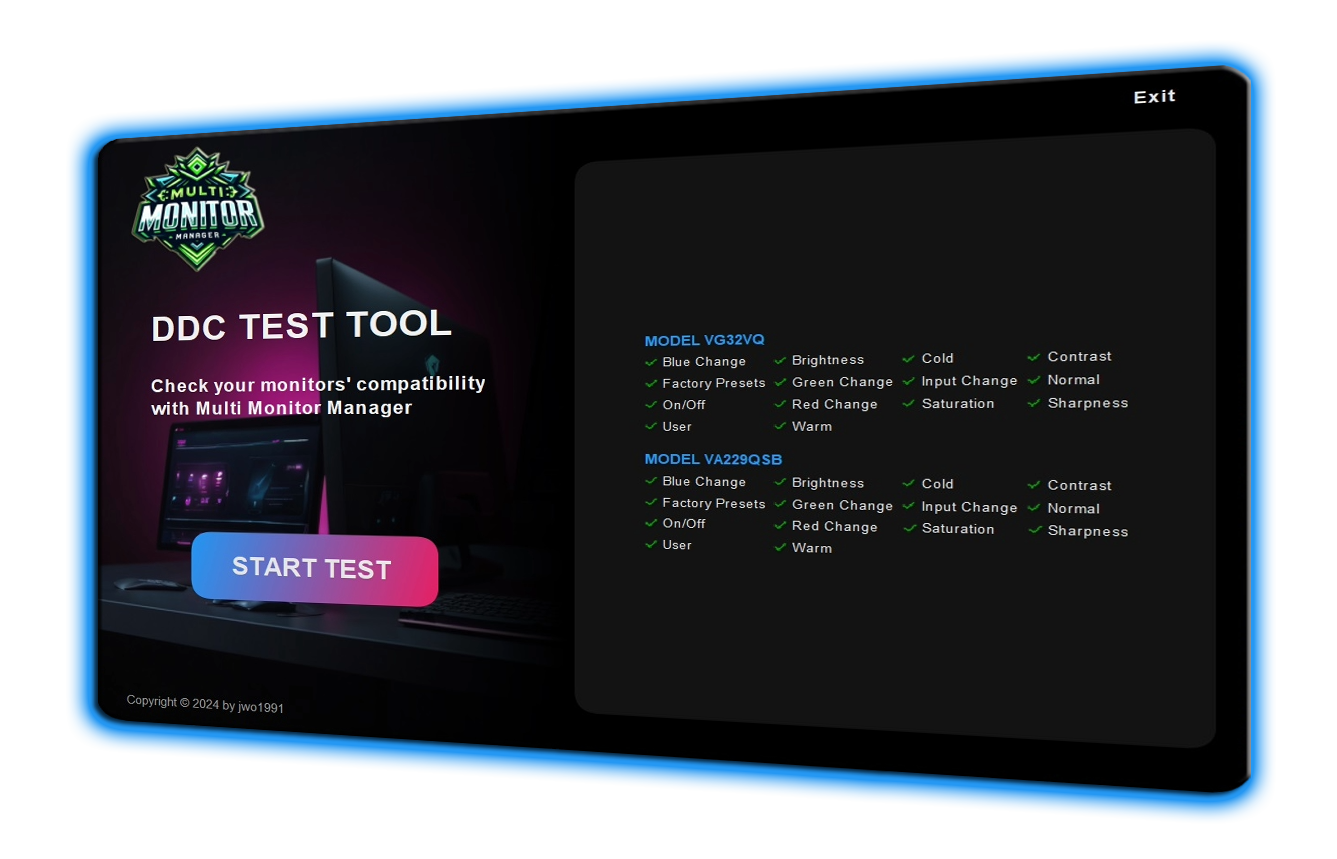 Exit
MULTI
MONITOR
- MANAGER -
DDC TEST TOOL
Check your monitors' compatibility
with Multi Monitor Manager
START TEST
Copyright © 2024 by jwo1991
MODEL VG32VQ
Blue Change Brightness Cold Contrast
Factory Presets Green Change Input Change Normal
On/Off Red Change Saturation Sharpness
User Warm
MODEL VA229QSB
Blue Change Brightness Cold Contrast
Factory Presets Green Change Input Change Normal
On/Off Red Change Saturation Sharpness
User Warm